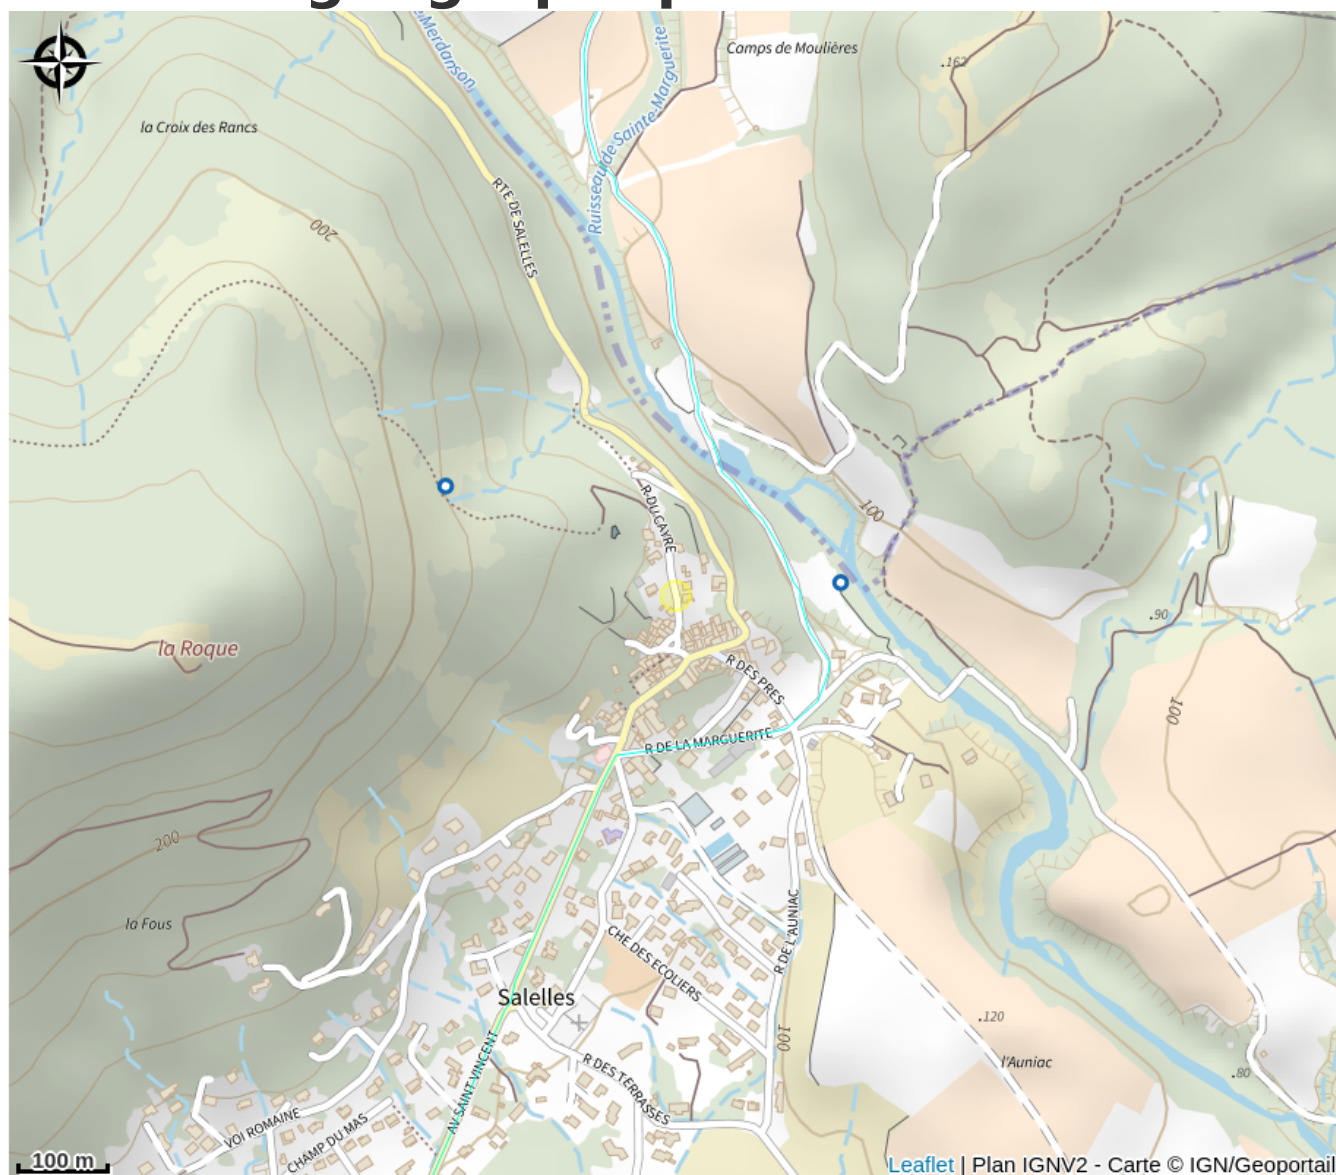 Merdanson
Ruisseau de Sainte-Marguerite
Camps de Moulières
.162
la Croix des Rancs
RTE DE SALELLES
200
R DU CAYRE
100
.90
la Roque
R DES PRES
100
R DE LA MARGUERITE
200
la Fous
R DE L'AUNIAC
CHE DES ECOLIERS
Salelles
.120
100
l'Auniac
R DES TERRASSES
.80
AV SAINT-VINCENT
VOI ROMAINE
CHAMP DU MAS
100 m
Leaflet | Plan IGNV2 - Carte © IGN/Geoportail